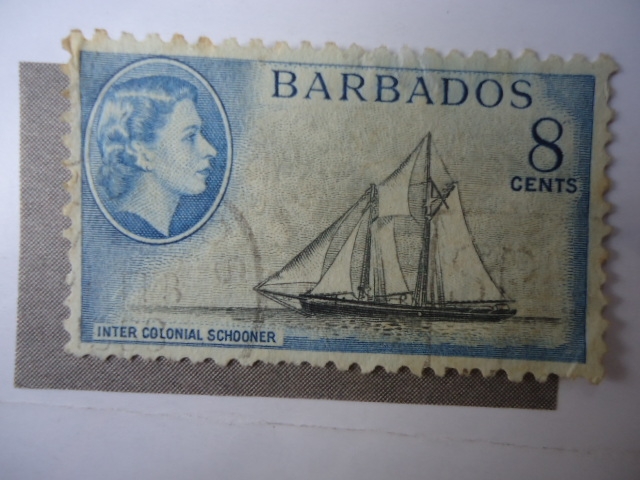 BARBADOS
8
CENTS
INTER COLONIAL SCHOONER